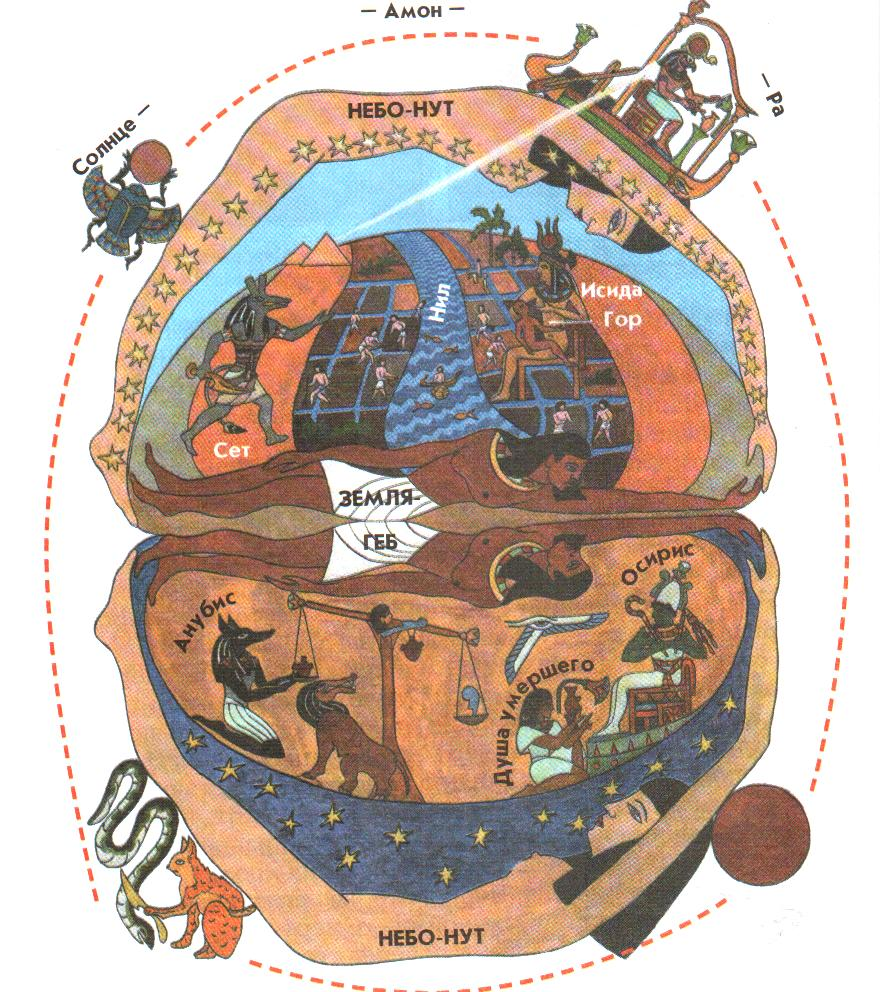 — Амон —
— Ра
Солнце —
НЕБО-НУТ
Исида
Гор
Нил
Сет
ЗЕМЛЯ-
ГЕБ
Анубис
Осирис
Душа умершего
НЕБО-НУТ